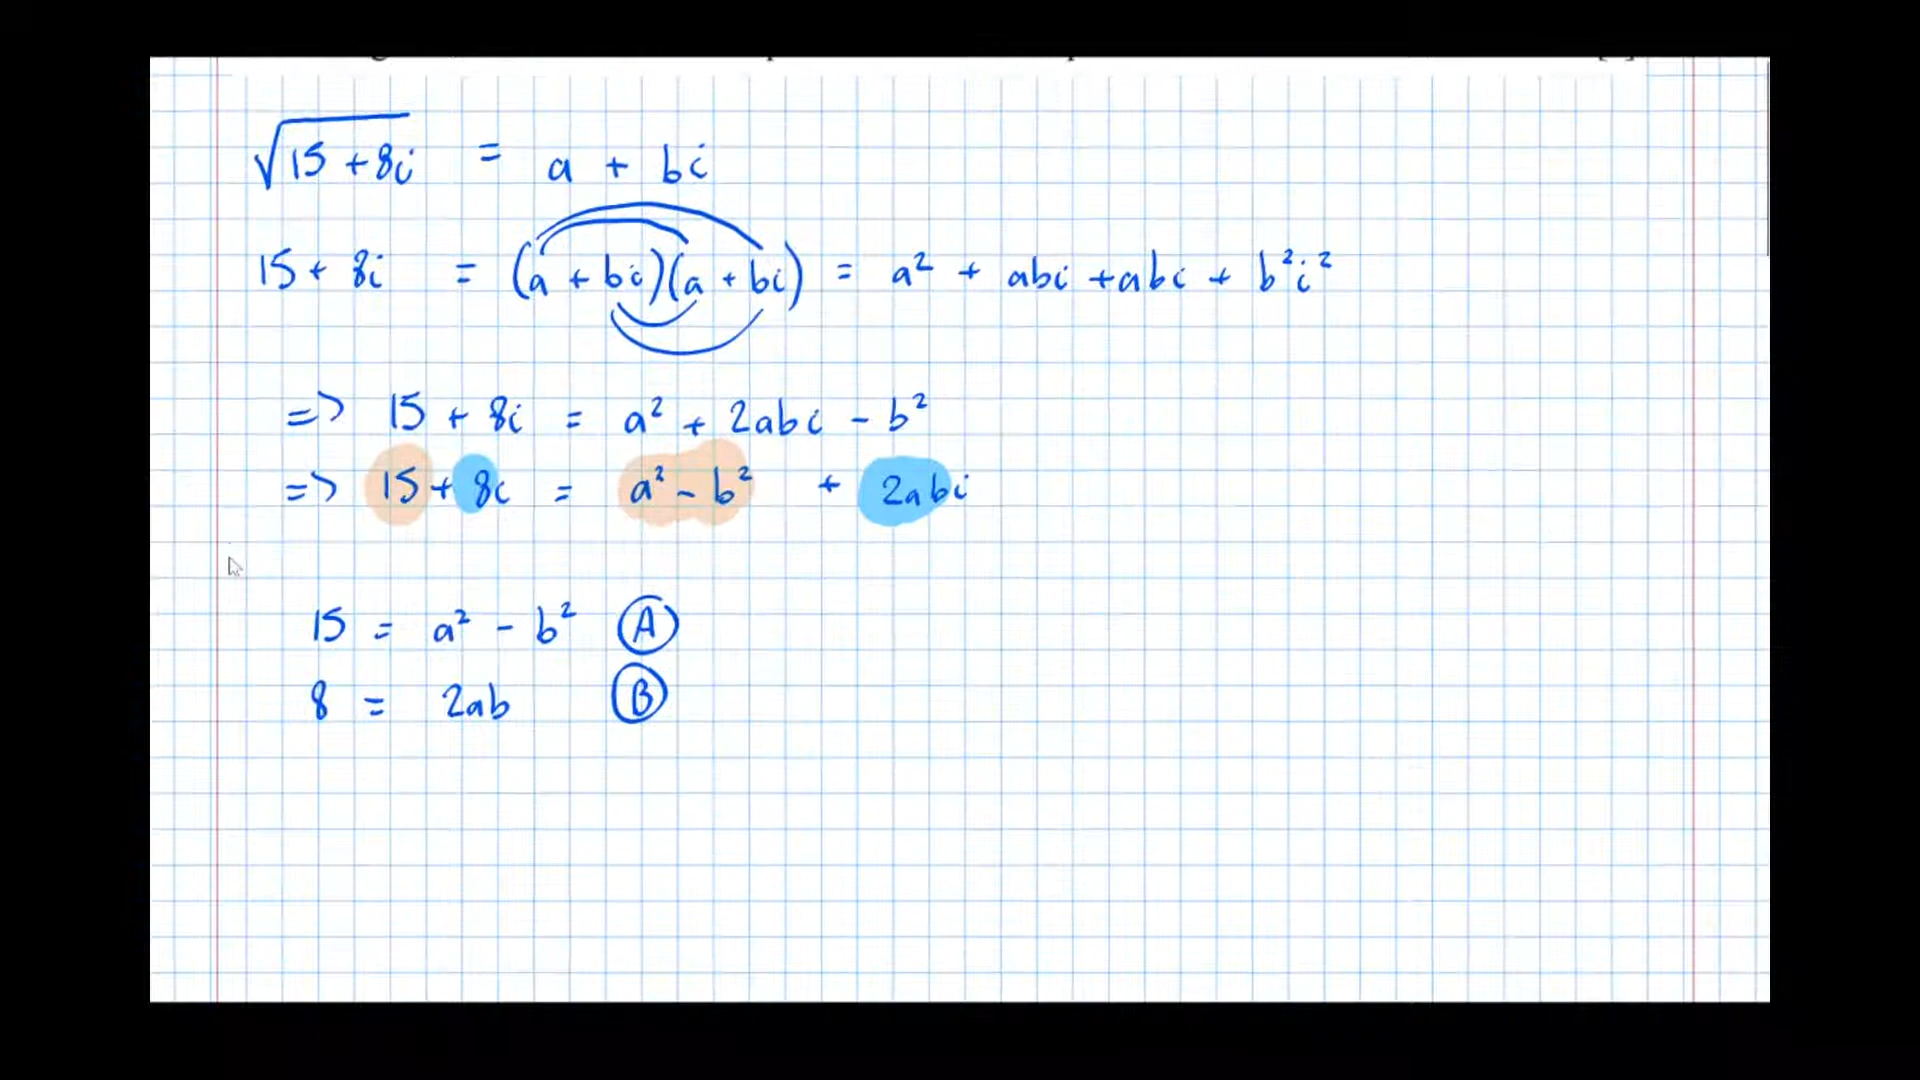 √15 + 8i = a + bi
15 + 8i = (a + bi)(a + bi) = a² + abi + abi + b²i²
=> 15 + 8i = a² + 2abi - b²
=> 15 + 8i = a² - b² + 2abi
15 = a² - b² A
8 = 2ab B